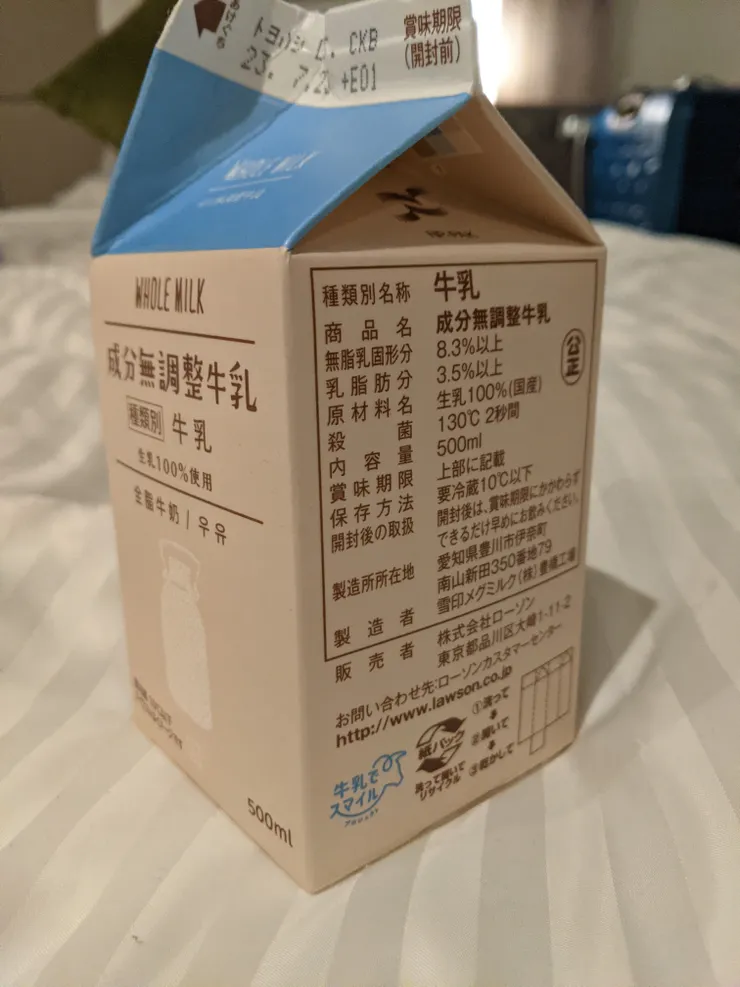 あけぐち
トヨハシ
CKB
+E01
賞味期限
(開封前)
WHOLE MILK
WHOLE MILK
成分無調整牛乳
種類別 牛乳
生乳100%使用
全脂牛奶 / 우유
500ml
種類別名称 牛乳
商品名 成分無調整牛乳
無脂乳固形分 8.3%以上
乳脂肪分 3.5%以上
原材料名 生乳100%(国産)
殺菌 130℃ 2秒間
内容量 500ml
賞味期限 上部に記載
保存方法 要冷蔵10℃以下
開封後の取扱 開封後は、賞味期限にかかわらず
できるだけ早めにお飲みください。
製造所所在地 愛知県豊川市伊奈町
南山新田350番地79
製造者 雪印メグミルク(株)豊橋工場
公正
販売者 株式会社ローソン
東京都品川区大崎1-11-2
お問い合わせ先:ローソンカスタマーセンター
http://www.lawson.co.jp
牛乳で
スマイル
紙パック
洗って開いて
リサイクル
①洗って
②開いて
③乾かして